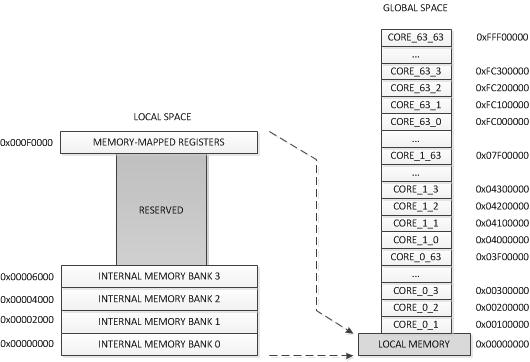 GLOBAL SPACE
CORE_63_63 0xFFF00000
...
CORE_63_3 0xFC300000
CORE_63_2 0xFC200000
CORE_63_1 0xFC100000
CORE_63_0 0xFC000000
...
CORE_1_63 0x07F00000
...
CORE_1_3 0x04300000
CORE_1_2 0x04200000
CORE_1_1 0x04100000
CORE_1_0 0x04000000
CORE_0_63 0x03F00000
...
CORE_0_3 0x00300000
CORE_0_2 0x00200000
CORE_0_1 0x00100000
LOCAL MEMORY 0x00000000
LOCAL SPACE
0x000F0000 MEMORY-MAPPED REGISTERS
RESERVED
0x00006000 INTERNAL MEMORY BANK 3
0x00004000 INTERNAL MEMORY BANK 2
0x00002000 INTERNAL MEMORY BANK 1
0x00000000 INTERNAL MEMORY BANK 0